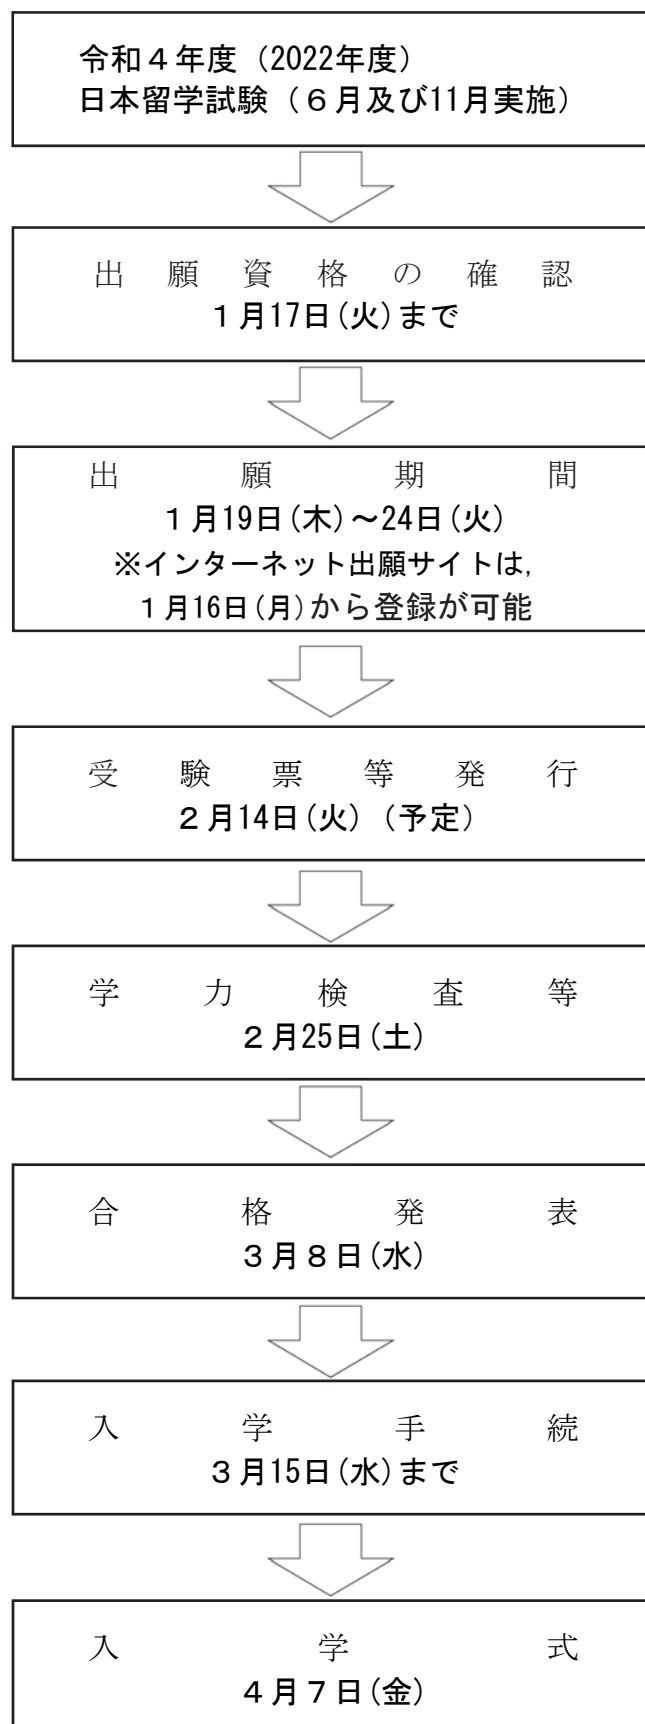 令和４年度（2022年度）
日本留学試験（６月及び11月実施）
出願資格の確認
１月17日(火)まで
出願期間
１月19日(木)～24日(火)
※インターネット出願サイトは,
１月16日(月)から登録が可能
受験票等発行
２月14日(火)（予定）
学力検査等
２月25日(土)
合格発表
３月８日(水)
入学手続
３月15日(水)まで
入学式
４月７日(金)